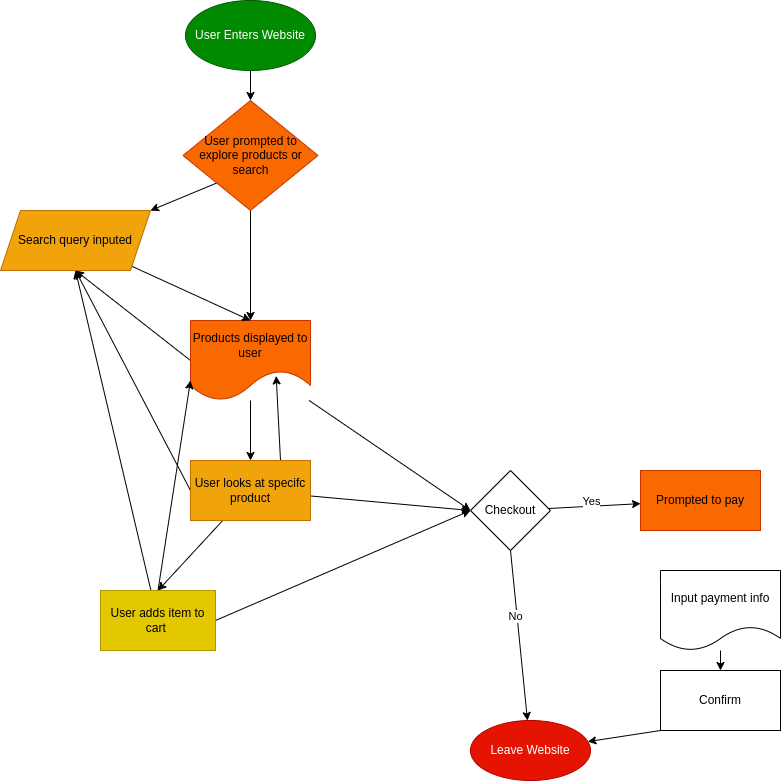 User Enters Website
User prompted to
explore products or
search
Search query inputed
Products displayed to
user
User looks at specifc
product
Yes
Prompted to pay
Checkout
Input payment info
User adds item to
cart
No
Confirm
Leave Website